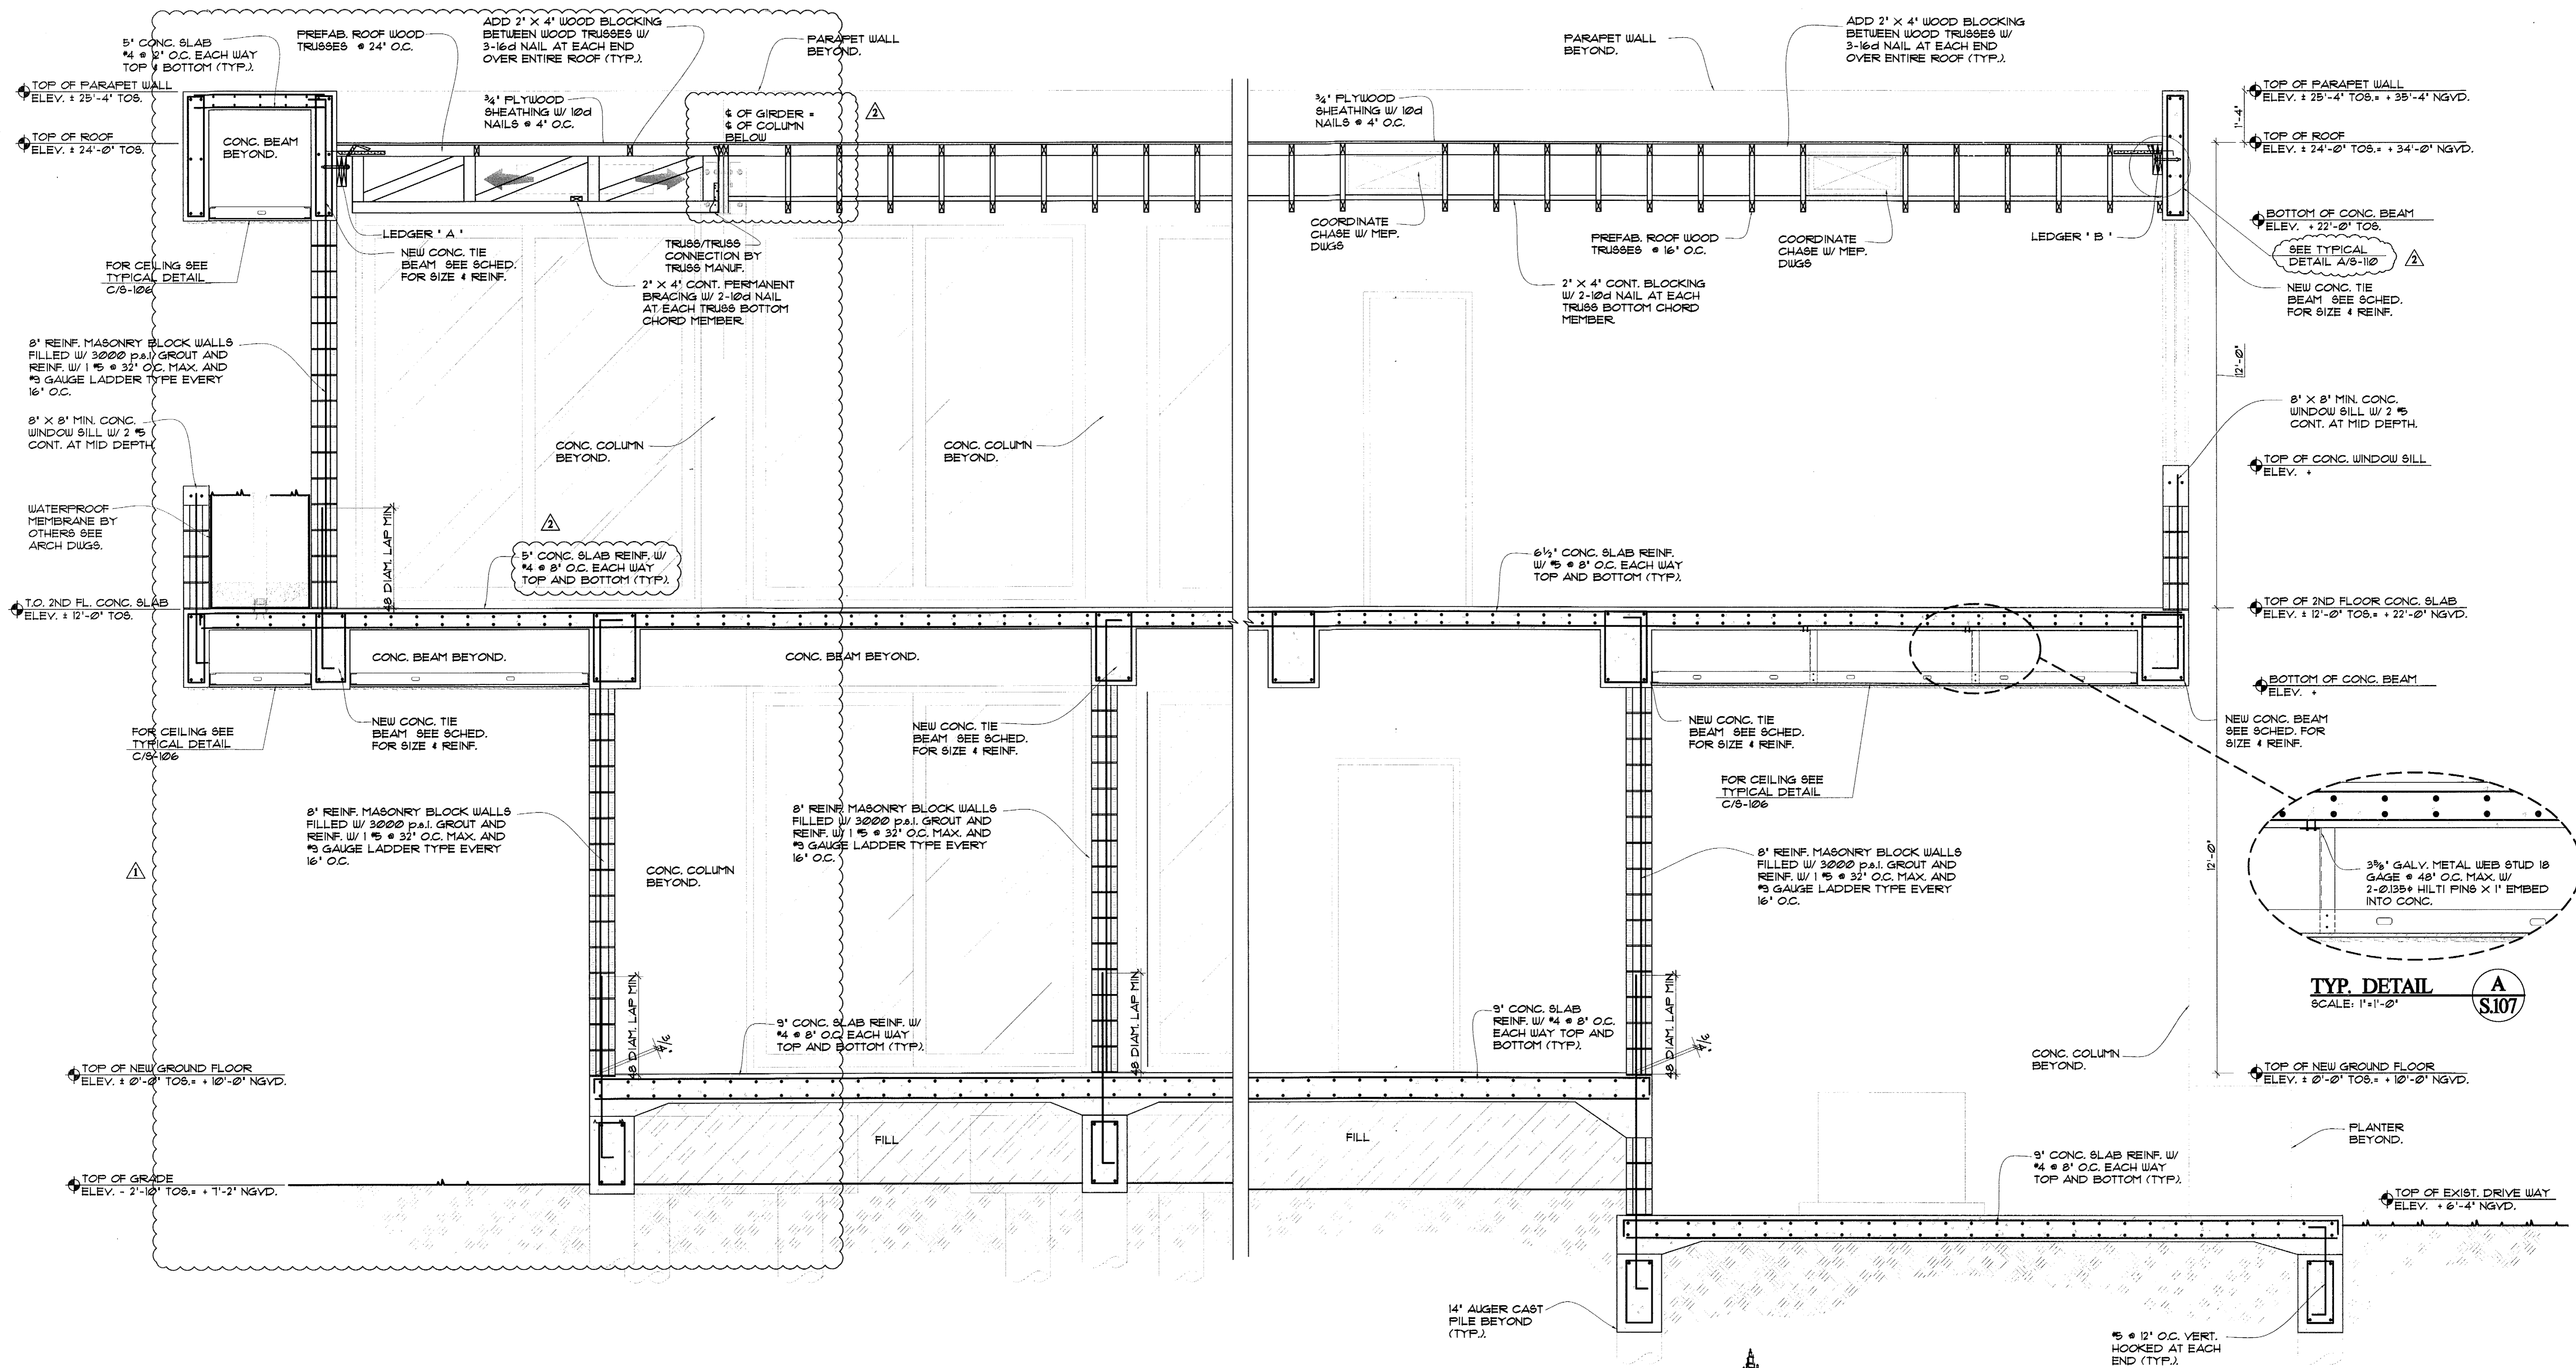 5" CONC. SLAB
#4 @ 12" O.C. EACH WAY
TOP & BOTTOM (TYP.).
PREFAB. ROOF WOOD
TRUSSES @ 24" O.C.
ADD 2" X 4" WOOD BLOCKING
BETWEEN WOOD TRUSSES W/
3-16d NAIL AT EACH END
OVER ENTIRE ROOF (TYP.).
PARAPET WALL
BEYOND.
PARAPET WALL
BEYOND.
ADD 2" X 4" WOOD BLOCKING
BETWEEN WOOD TRUSSES W/
3-16d NAIL AT EACH END
OVER ENTIRE ROOF (TYP.).
TOP OF PARAPET WALL
ELEV. ± 25'-4" TOS.
TOP OF ROOF
ELEV. ± 24'-0" TOS.
CONC. BEAM
BEYOND.
3/4" PLYWOOD
SHEATHING W/ 10d
NAILS @ 4" O.C.
℄ OF GIRDER =
℄ OF COLUMN
BELOW
2
3/4" PLYWOOD
SHEATHING W/ 10d
NAILS @ 4" O.C.
TOP OF PARAPET WALL
ELEV. ± 25'-4" TOS.= + 35'-4" NGVD.
1'-4"
TOP OF ROOF
ELEV. ± 24'-0" TOS.= + 34'-0" NGVD.
BOTTOM OF CONC. BEAM
ELEV. + 22'-0" TOS.
LEDGER " A "
NEW CONC. TIE
BEAM SEE SCHED.
FOR SIZE & REINF.
TRUSS/TRUSS
CONNECTION BY
TRUSS MANUF.
2" X 4" CONT. PERMANENT
BRACING W/ 2-10d NAIL
AT EACH TRUSS BOTTOM
CHORD MEMBER.
COORDINATE
CHASE W/ MEP.
DWGS
PREFAB. ROOF WOOD
TRUSSES @ 16" O.C.
COORDINATE
CHASE W/ MEP.
DWGS
LEDGER " B "
SEE TYPICAL
DETAIL A/S-110
2
FOR CEILING SEE
TYPICAL DETAIL
C/S-106
2" X 4" CONT. BLOCKING
W/ 2-10d NAIL AT EACH
TRUSS BOTTOM CHORD
MEMBER.
NEW CONC. TIE
BEAM SEE SCHED.
FOR SIZE & REINF.
8" REINF. MASONRY BLOCK WALLS
FILLED W/ 3000 p.s.i. GROUT AND
REINF. W/ 1 #5 @ 32" O.C. MAX. AND
#9 GAUGE LADDER TYPE EVERY
16" O.C.
12'-0"
8" X 8" MIN. CONC.
WINDOW SILL W/ 2 #5
CONT. AT MID DEPTH.
CONC. COLUMN
BEYOND.
CONC. COLUMN
BEYOND.
8" X 8" MIN. CONC.
WINDOW SILL W/ 2 #5
CONT. AT MID DEPTH.
TOP OF CONC. WINDOW SILL
ELEV. +
WATERPROOF
MEMBRANE BY
OTHERS SEE
ARCH DWGS.
48 DIAM. LAP MIN.
2
5" CONC. SLAB REINF. W/
#4 @ 8" O.C. EACH WAY
TOP AND BOTTOM (TYP.).
6 1/2" CONC. SLAB REINF.
W/ #5 @ 8" O.C. EACH WAY
TOP AND BOTTOM (TYP.).
T.O. 2ND FL. CONC. SLAB
ELEV. ± 12'-0" TOS.
TOP OF 2ND FLOOR CONC. SLAB
ELEV. ± 12'-0" TOS.= + 22'-0" NGVD.
CONC. BEAM BEYOND.
CONC. BEAM BEYOND.
BOTTOM OF CONC. BEAM
ELEV. +
FOR CEILING SEE
TYPICAL DETAIL
C/S-106
NEW CONC. TIE
BEAM SEE SCHED.
FOR SIZE & REINF.
NEW CONC. TIE
BEAM SEE SCHED.
FOR SIZE & REINF.
NEW CONC. TIE
BEAM SEE SCHED.
FOR SIZE & REINF.
NEW CONC. BEAM
SEE SCHED. FOR
SIZE & REINF.
FOR CEILING SEE
TYPICAL DETAIL
C/S-106
8" REINF. MASONRY BLOCK WALLS
FILLED W/ 3000 p.s.i. GROUT AND
REINF. W/ 1 #5 @ 32" O.C. MAX. AND
#9 GAUGE LADDER TYPE EVERY
16" O.C.
8" REINF. MASONRY BLOCK WALLS
FILLED W/ 3000 p.s.i. GROUT AND
REINF. W/ 1 #5 @ 32" O.C. MAX. AND
#9 GAUGE LADDER TYPE EVERY
16" O.C.
8" REINF. MASONRY BLOCK WALLS
FILLED W/ 3000 p.s.i. GROUT AND
REINF. W/ 1 #5 @ 32" O.C. MAX. AND
#9 GAUGE LADDER TYPE EVERY
16" O.C.
12'-0"
3 5/8" GALV. METAL WEB STUD 18
GAGE @ 48" O.C. MAX. W/
2-0.135φ HILTI PINS X 1" EMBED
INTO CONC.
1
CONC. COLUMN
BEYOND.
TYP. DETAIL
SCALE: 1"=1'-0"
A
S.107
48 DIAM. LAP MIN.
48 DIAM. LAP MIN.
48 DIAM. LAP MIN.
9" CONC. SLAB REINF. W/
#4 @ 8" O.C. EACH WAY
TOP AND BOTTOM (TYP.).
9" CONC. SLAB
REINF. W/ #4 @ 8" O.C.
EACH WAY TOP AND
BOTTOM (TYP.).
3/4"
3/4"
CONC. COLUMN
BEYOND.
TOP OF NEW GROUND FLOOR
ELEV. ± 0'-0" TOS.= + 10'-0" NGVD.
TOP OF NEW GROUND FLOOR
ELEV. ± 0'-0" TOS.= + 10'-0" NGVD.
FILL
FILL
PLANTER
BEYOND.
TOP OF GRADE
ELEV. - 2'-10" TOS.= + 7'-2" NGVD.
9" CONC. SLAB REINF. W/
#4 @ 8" O.C. EACH WAY
TOP AND BOTTOM (TYP.).
TOP OF EXIST. DRIVE WAY
ELEV. + 6'-4" NGVD.
14" AUGER CAST
PILE BEYOND
(TYP.).
#5 @ 12" O.C. VERT.
HOOKED AT EACH
END (TYP.).